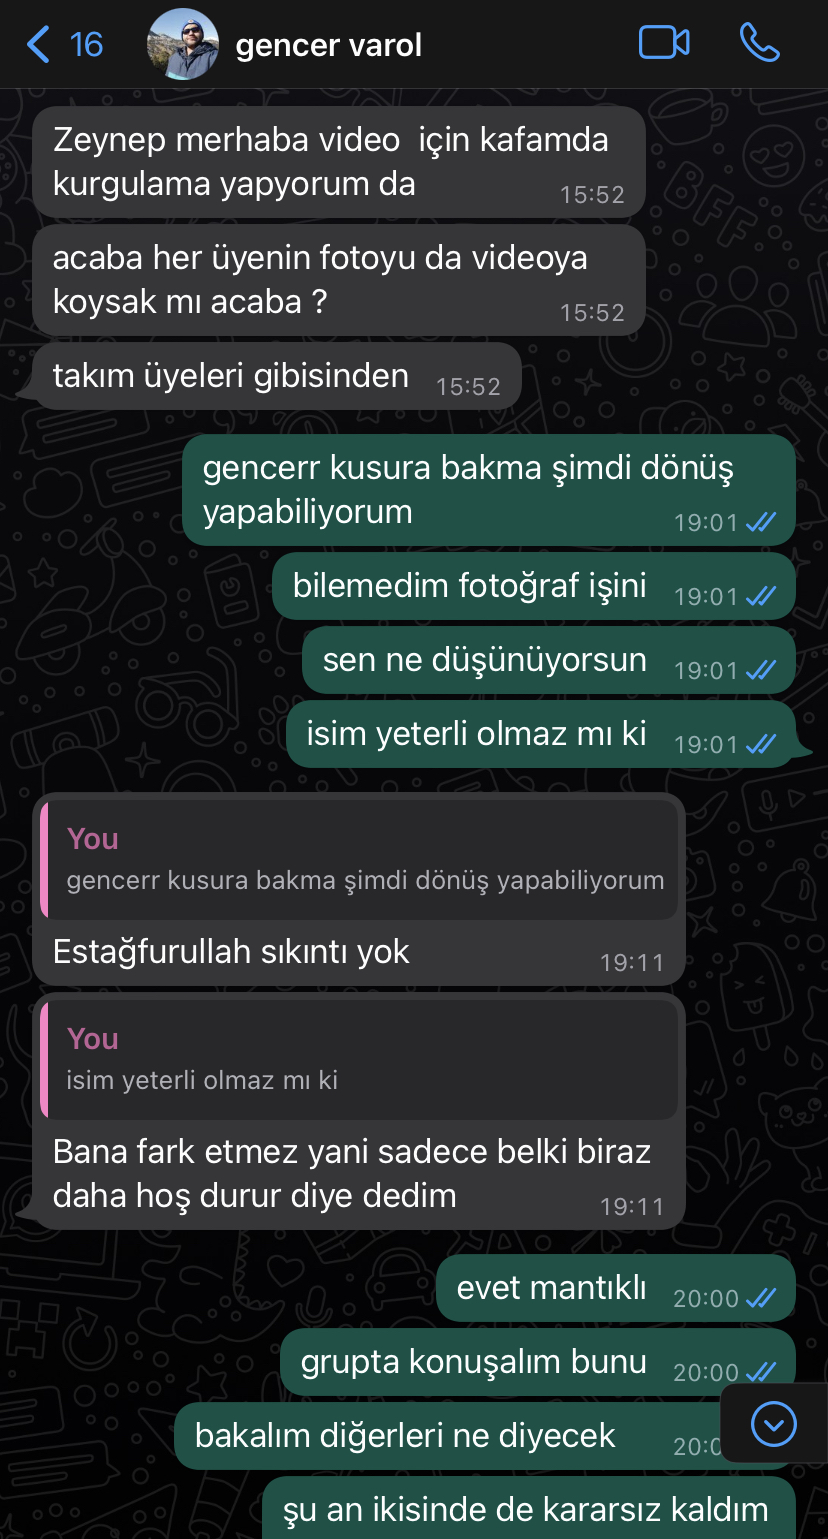 16
gencer varol
Zeynep merhaba video  için kafamda
kurgulama yapyorum da
15:52
acaba her üyenin fotoyu da videoya
koysak mı acaba ?
15:52
takım üyeleri gibisinden
15:52
gencerr kusura bakma şimdi dönüş
yapabiliyorum
19:01
bilemedim fotoğraf işini
19:01
sen ne düşünüyorsun
19:01
isim yeterli olmaz mı ki
19:01
You
gencerr kusura bakma şimdi dönüş yapabiliyorum
Estağfurullah sıkıntı yok
19:11
You
isim yeterli olmaz mı ki
Bana fark etmez yani sadece belki biraz
daha hoş durur diye dedim
19:11
evet mantıklı
20:00
grupta konuşalım bunu
20:00
bakalım diğerleri ne diyecek
şu an ikisinde de kararsız kaldım